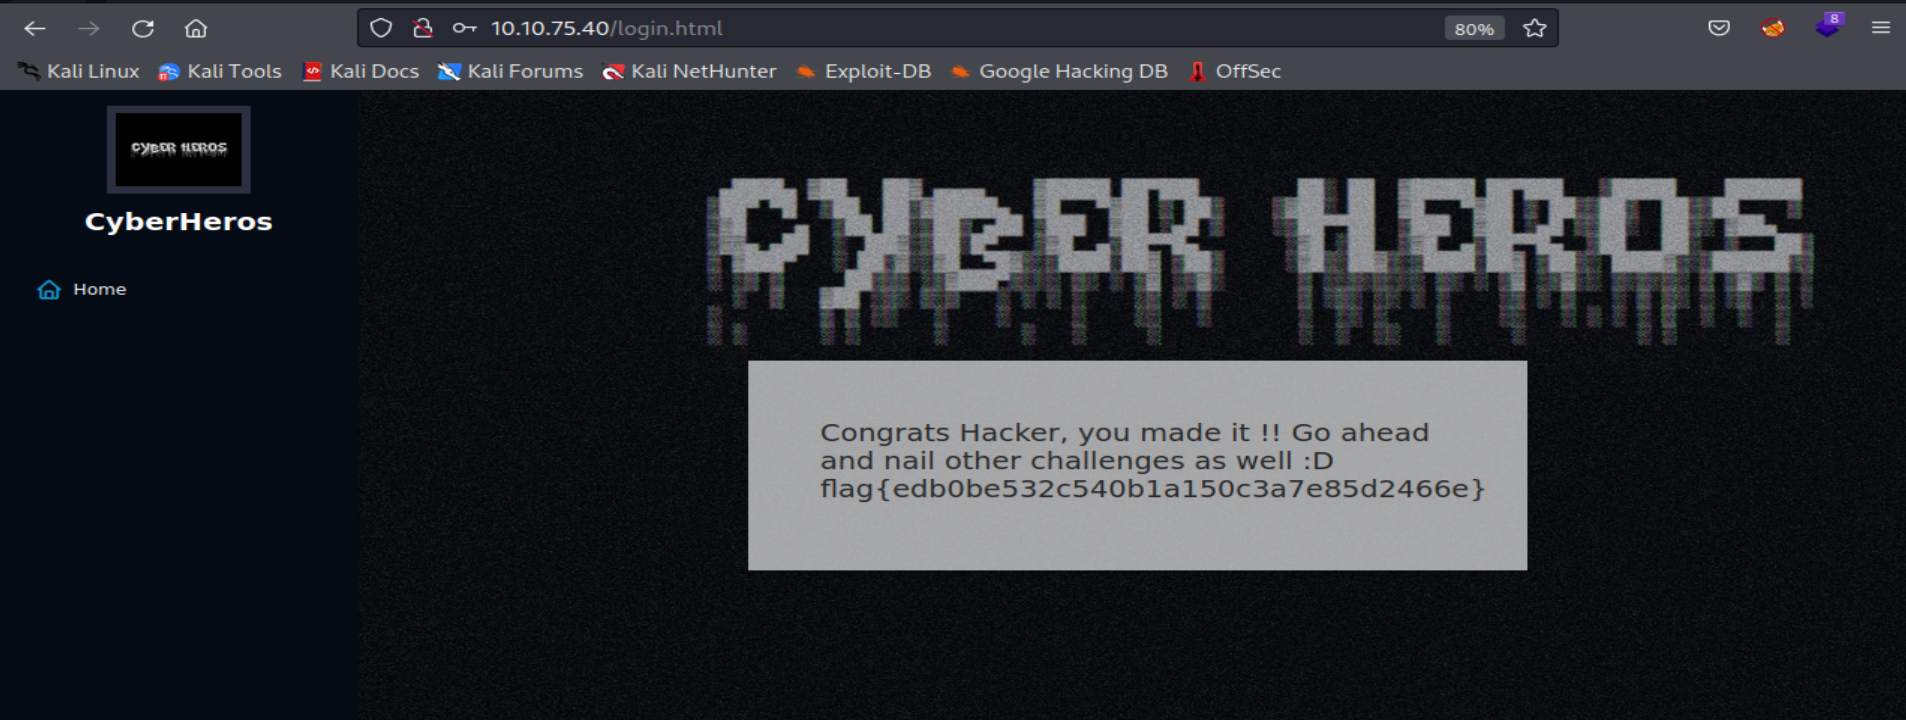 10.10.75.40/login.html
80%
8
Kali Linux
Kali Tools
Kali Docs
Kali Forums
Kali NetHunter
Exploit-DB
Google Hacking DB
OffSec
CYBER HEROS
CyberHeros
Home
CYBER HEROS
Congrats Hacker, you made it !! Go ahead
and nail other challenges as well :D
flag{edb0be532c540b1a150c3a7e85d2466e}